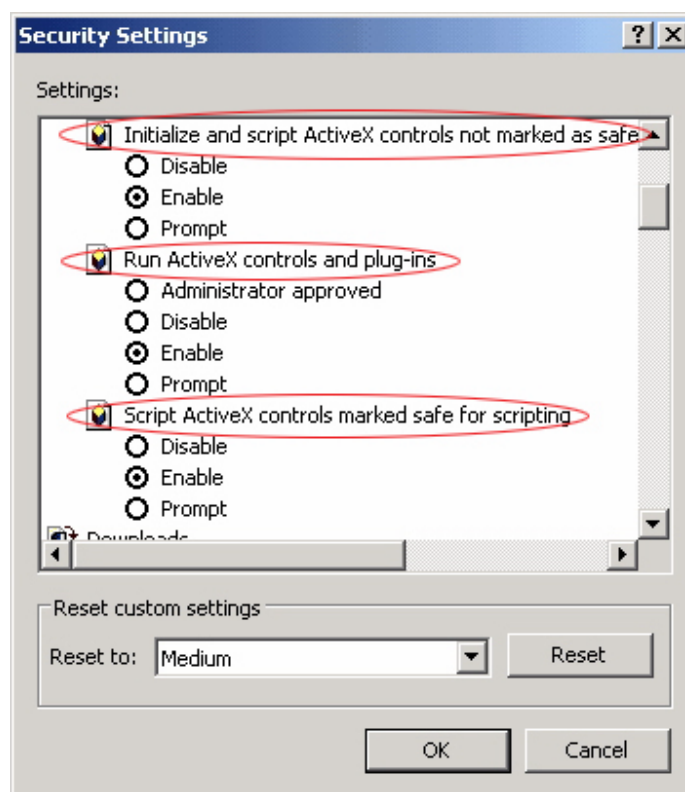 Security Settings
Settings:
Initialize and script ActiveX controls not marked as safe
Disable
Enable
Prompt
Run ActiveX controls and plug-ins
Administrator approved
Disable
Enable
Prompt
Script ActiveX controls marked safe for scripting
Disable
Enable
Prompt
Downloads
Reset custom settings
Reset to: Medium Reset
OK Cancel